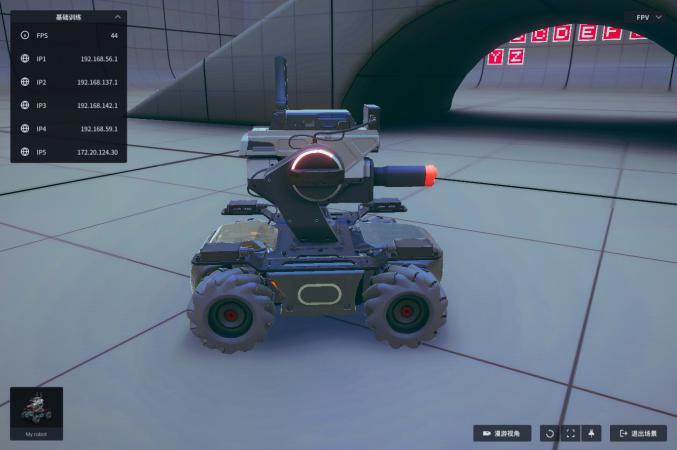 基础训练
FPV
FPS 44
IP1 192.168.56.1
IP2 192.168.137.1
IP3 192.168.142.1
IP4 192.168.59.1
IP5 172.20.124.30
C D E F
Y Z
My robot
漫游视角
退出场景